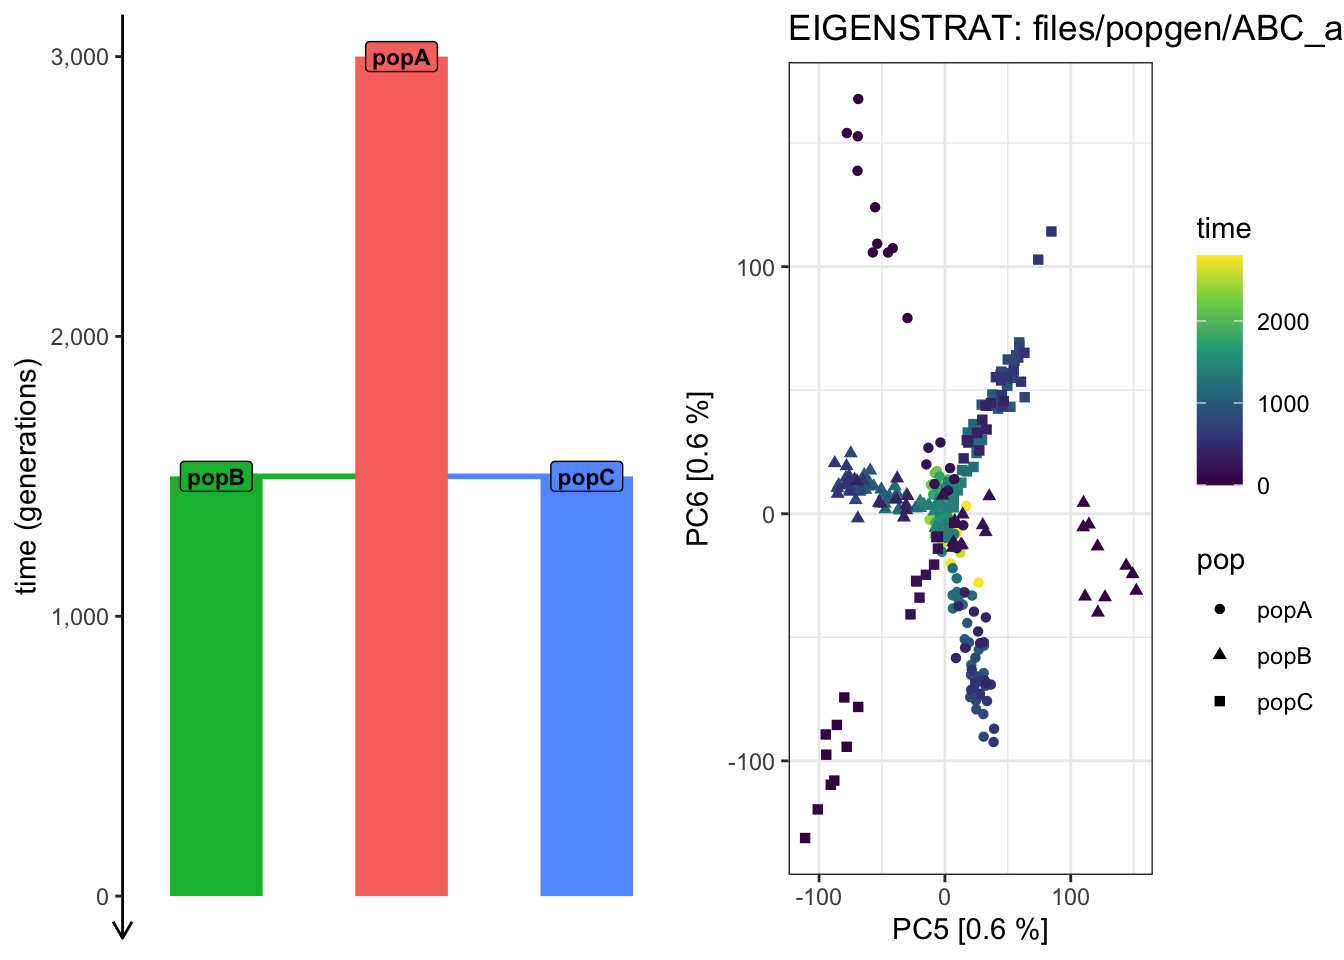 3,000
2,000
1,000
0
time (generations)
popA
popB
popC
EIGENSTRAT: files/popgen/ABC_a
100
0
-100
PC6 [0.6 %]
-100
0
100
PC5 [0.6 %]
time
2000
1000
0
pop
popA
popB
popC